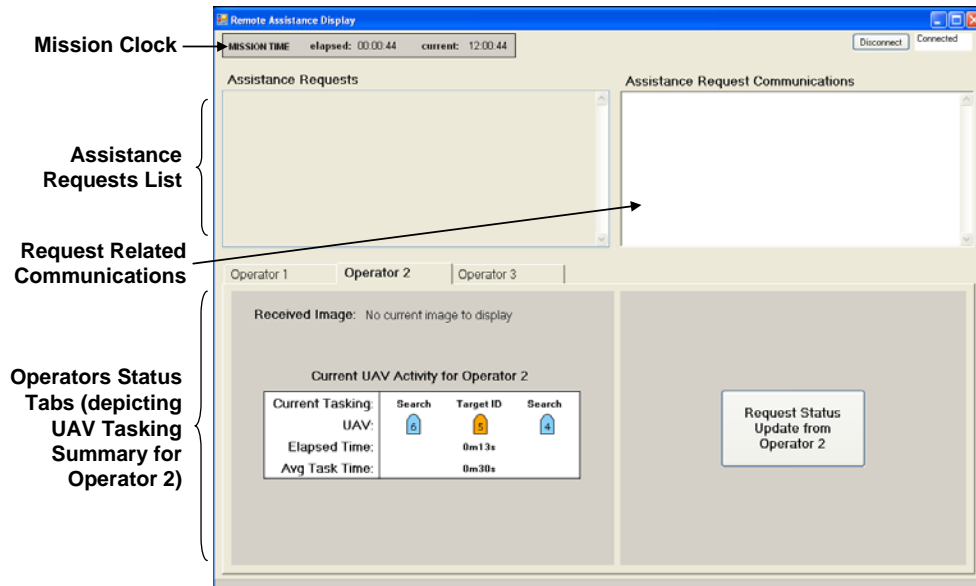 Remote Assistance Display
Mission Clock
MISSION TIME elapsed: 00:00:44 current: 12:00:44
Disconnect
Connected
Assistance Requests
Assistance Request Communications
Assistance
Requests List
Request Related
Communications
Operator 1
Operator 2
Operator 3
Operators Status
Tabs (depicting
UAV Tasking
Summary for
Operator 2)
Received Image: No current image to display
Current UAV Activity for Operator 2
Current Tasking: Search Target ID Search
UAV: 6 5 4
Elapsed Time: 0m13s
Avg Task Time: 0m30s
Request Status
Update from
Operator 2